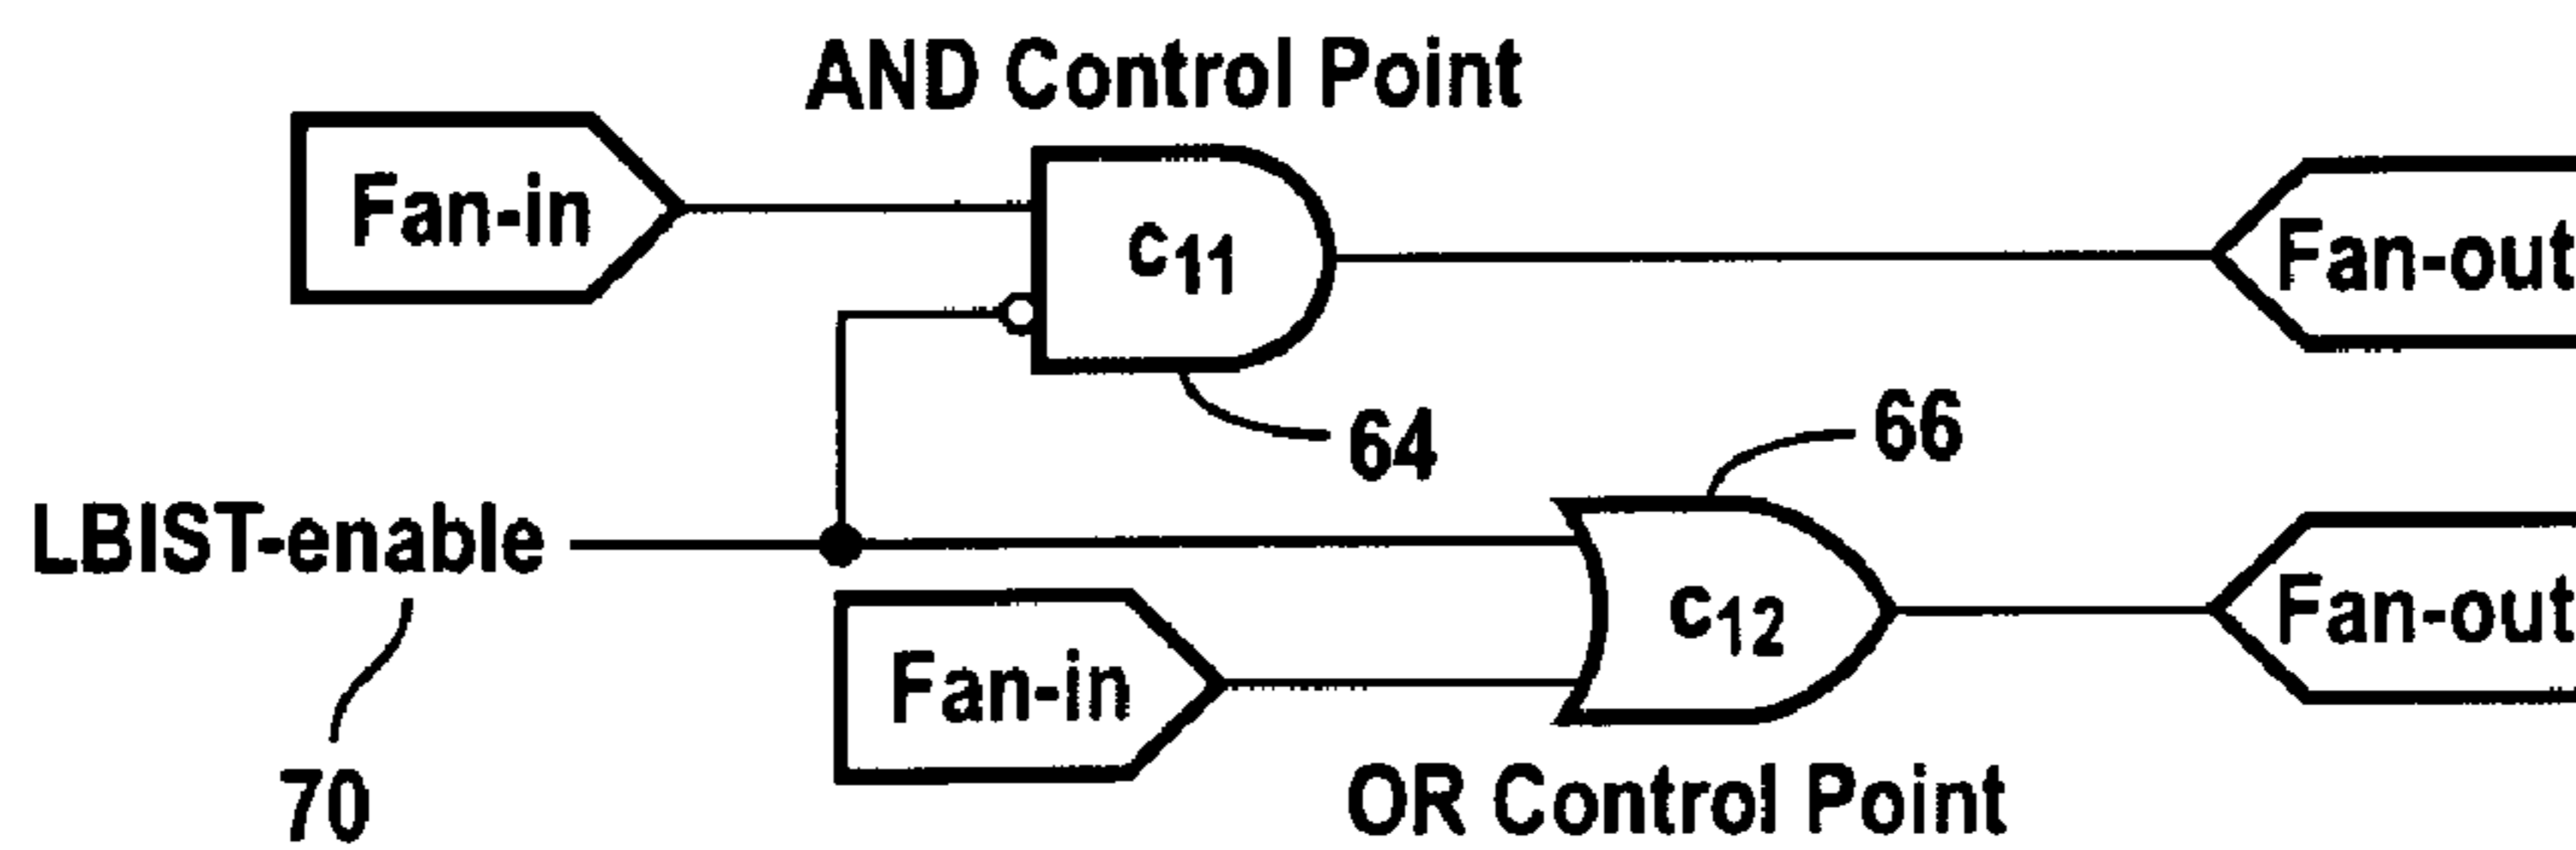 AND Control Point
Fan-in
c11
Fan-out
64
66
LBIST-enable
c12
Fan-out
Fan-in
70
OR Control Point